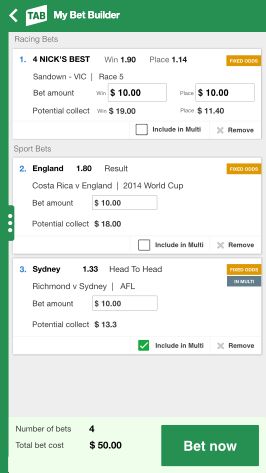 TAB My Bet Builder
Racing Bets
1. 4 NICK'S BEST Win 1.90 Place 1.14 FIXED ODDS
Sandown - VIC | Race 5
Bet amount Win $ 10.00 Place $ 10.00
Potential collect Win $ 19.00 Place $ 11.40
Include in Multi Remove
Sport Bets
2. England 1.80 Result FIXED ODDS
Costa Rica v England | 2014 World Cup
Bet amount $ 10.00
Potential collect $ 18.00
Include in Multi Remove
3. Sydney 1.33 Head To Head FIXED ODDS
Richmond v Sydney | AFL IN MULTI
Bet amount $ 10.00
Potential collect $ 13.3
Include in Multi Remove
Number of bets 4
Total bet cost $ 50.00
Bet now